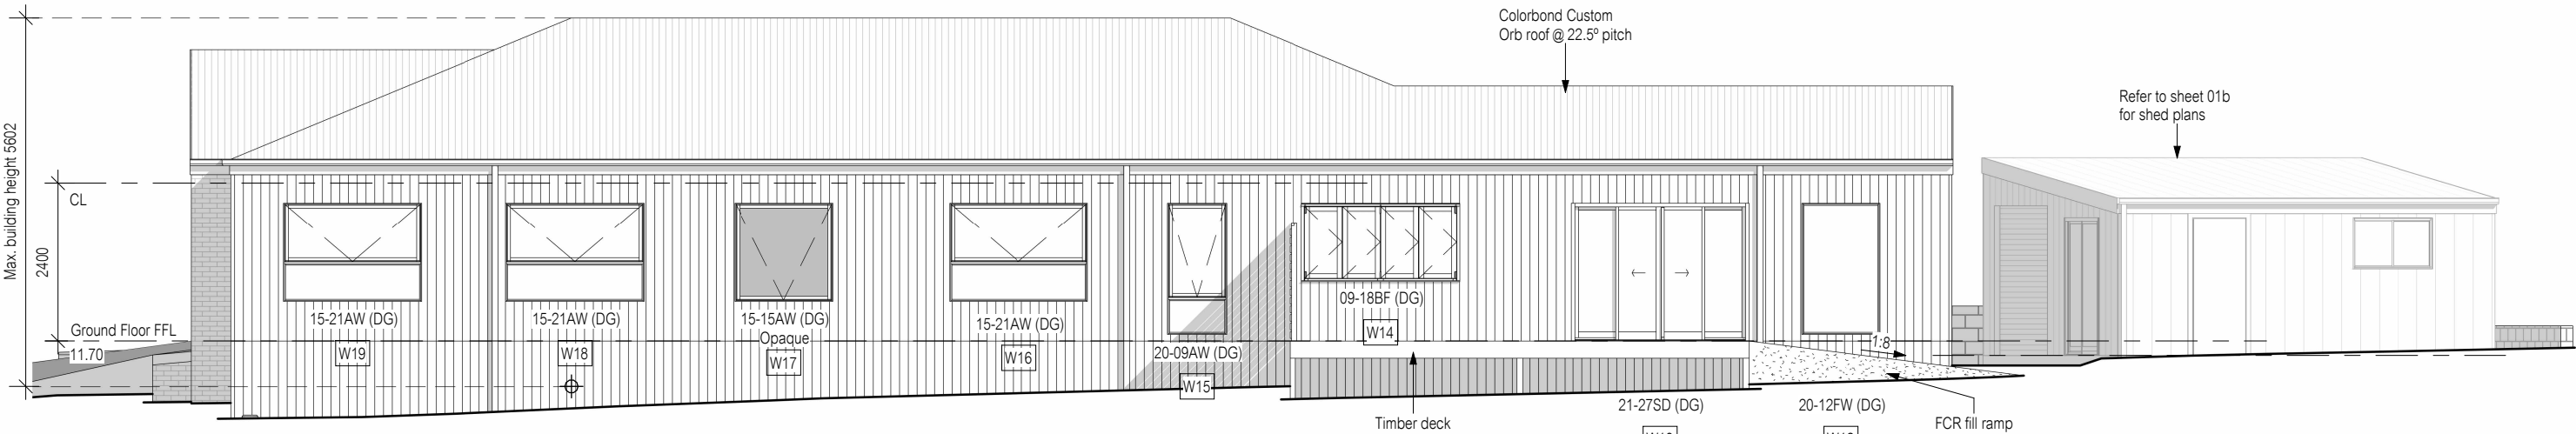 Colorbond Custom
Orb roof @ 22.5º pitch
Refer to sheet 01b
for shed plans
Max. building height 5602
2400
CL
Ground Floor FFL
11.70
15-21AW (DG)
W19
15-21AW (DG)
W18
15-15AW (DG)
Opaque
W17
15-21AW (DG)
W16
20-09AW (DG)
W15
09-18BF (DG)
W14
1:8
21-27SD (DG)
20-12FW (DG)
Timber deck
FCR fill ramp